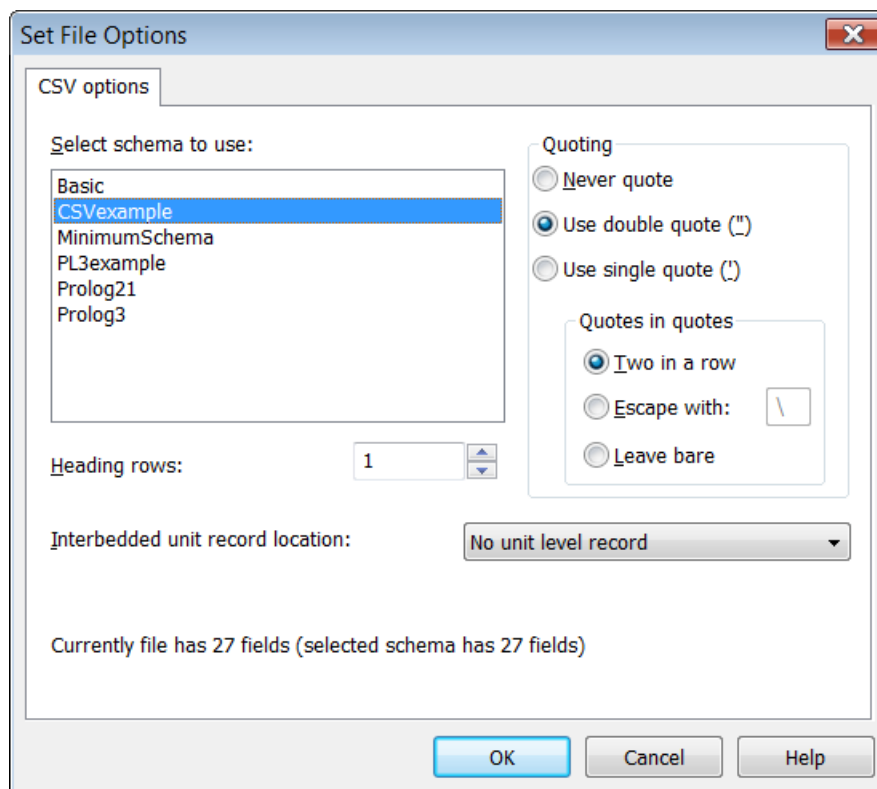 Set File Options
CSV options
Select schema to use:
Basic
CSVexample
MinimumSchema
PL3example
Prolog21
Prolog3
Heading rows:
1
Quoting
Never quote
Use double quote (")
Use single quote (')
Quotes in quotes
Two in a row
Escape with:
\
Leave bare
Interbedded unit record location:
No unit level record
Currently file has 27 fields (selected schema has 27 fields)
OK
Cancel
Help